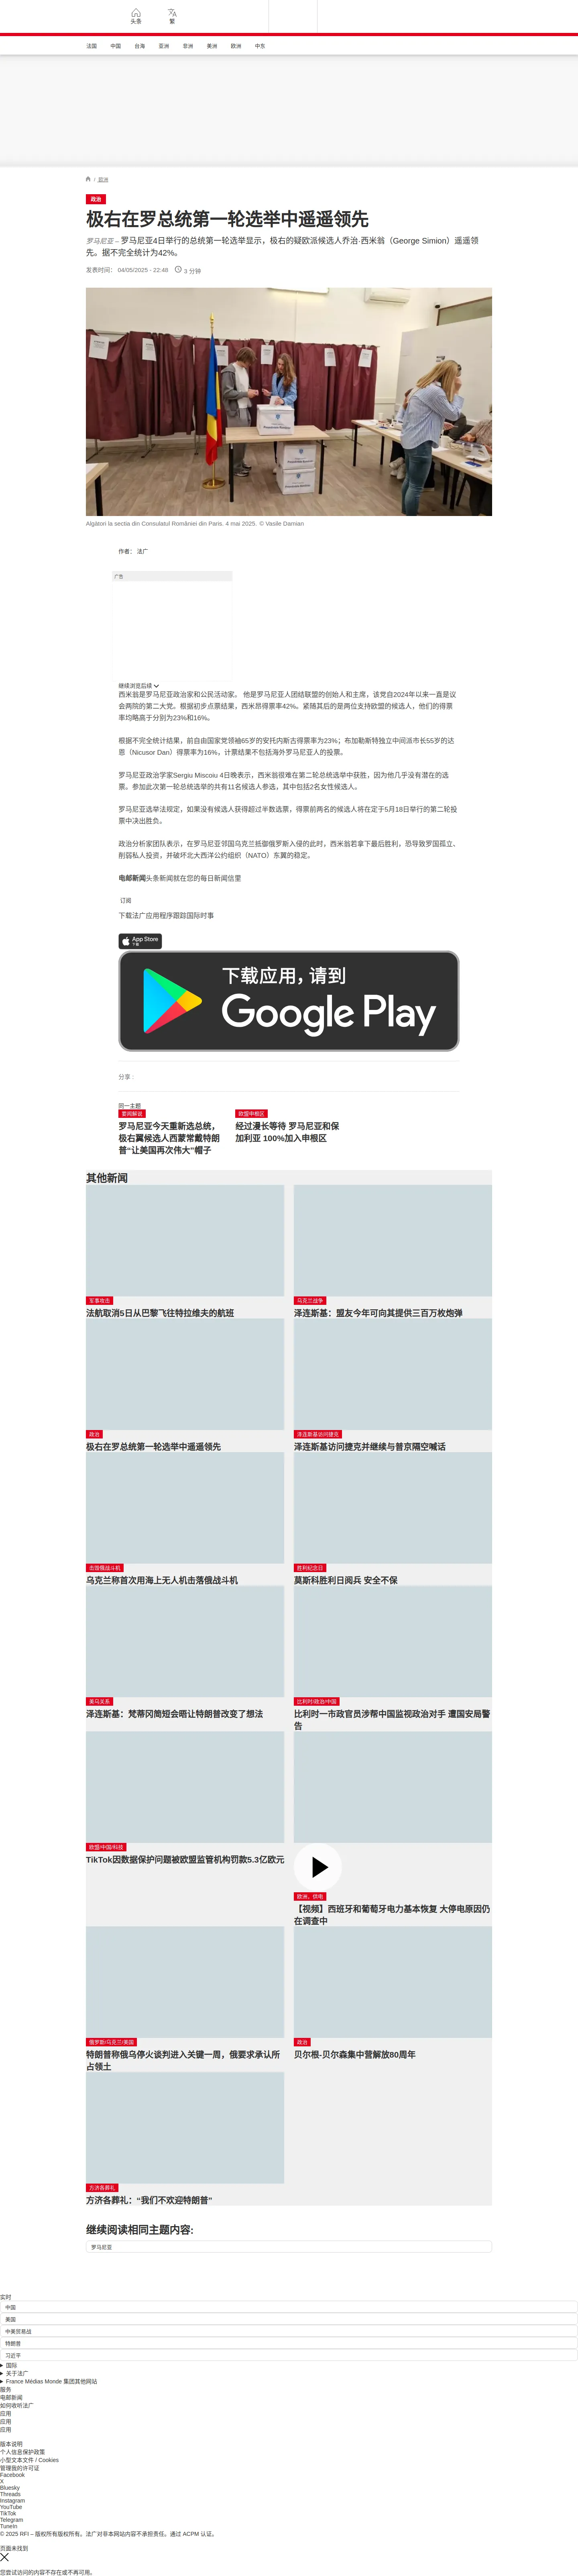 头条
繁
法国 中国 台海 亚洲 非洲 美洲 欧洲 中东
/ 欧洲
政治
极右在罗总统第一轮选举中遥遥领先
罗马尼亚 – 罗马尼亚4日举行的总统第一轮选举显示，极右的疑欧派候选人乔治·西米翁（George Simion）遥遥领
先。据不完全统计为42%。
发表时间： 04/05/2025 - 22:48 3 分钟
Algători la sectia din Consulatul României din Paris. 4 mai 2025. © Vasile Damian
作者： 法广
广告
继续浏览后续
西米翁是罗马尼亚政治家和公民活动家。 他是罗马尼亚人团结联盟的创始人和主席，该党自2024年以来一直是议
会两院的第二大党。根据初步点票结果，西米昂得票率42%。紧随其后的是两位支持欧盟的候选人，他们的得票
率均略高于分别为23%和16%。
根据不完全统计结果，前自由国家党领袖65岁的安托内斯古得票率为23%；布加勒斯特独立中间派市长55岁的达
恩（Nicusor Dan）得票率为16%。计票结果不包括海外罗马尼亚人的投票。
罗马尼亚政治学家Sergiu Miscoiu 4日晚表示，西米翁很难在第二轮总统选举中获胜，因为他几乎没有潜在的选
票。参加此次第一轮总统选举的共有11名候选人参选，其中包括2名女性候选人。
罗马尼亚选举法规定，如果没有候选人获得超过半数选票，得票前两名的候选人将在定于5月18日举行的第二轮投
票中决出胜负。
政治分析家团队表示，在罗马尼亚邻国乌克兰抵御俄罗斯入侵的此时，西米翁若拿下最后胜利，恐导致罗国孤立、
削弱私人投资，并破坏北大西洋公约组织（NATO）东翼的稳定。
电邮新闻头条新闻就在您的每日新闻信里
订阅
下载法广应用程序跟踪国际时事
App Store
下载
下载应用，请到
Google Play
分享 :
同一主题
要闻解说
罗马尼亚今天重新选总统，
极右翼候选人西蒙常戴特朗
普“让美国再次伟大”帽子
欧盟申根区
经过漫长等待 罗马尼亚和保
加利亚 100%加入申根区
其他新闻
军事攻击
法航取消5日从巴黎飞往特拉维夫的航班
乌克兰战争
泽连斯基：盟友今年可向其提供三百万枚炮弹
政治
极右在罗总统第一轮选举中遥遥领先
泽连斯基访问捷克
泽连斯基访问捷克并继续与普京隔空喊话
击毁俄战斗机
乌克兰称首次用海上无人机击落俄战斗机
胜利纪念日
莫斯科胜利日阅兵 安全不保
美乌关系
泽连斯基：梵蒂冈简短会晤让特朗普改变了想法
比利时/政治/中国
比利时一市政官员涉帮中国监视政治对手 遭国安局警
告
欧盟/中国/科技
TikTok因数据保护问题被欧盟监管机构罚款5.3亿欧元
欧洲、供电
【视频】西班牙和葡萄牙电力基本恢复 大停电原因仍
在调查中
俄罗斯/乌克兰/美国
特朗普称俄乌停火谈判进入关键一周，俄要求承认所
占领土
政治
贝尔根-贝尔森集中营解放80周年
方济各葬礼
方济各葬礼：“我们不欢迎特朗普”
继续阅读相同主题内容:
罗马尼亚
实时
中国
美国
中美贸易战
特朗普
习近平
国际
关于法广
France Médias Monde 集团其他网站
服务
电邮新闻
如何收听法广
应用
应用
应用
版本说明
个人信息保护政策
小型文本文件 / Cookies
管理我的许可证
Facebook
X
Bluesky
Threads
Instagram
YouTube
TikTok
Telegram
TuneIn
© 2025 RFI – 版权所有版权所有。法广对非本网站内容不承担责任。通过 ACPM 认证。
页面未找到
您尝试访问的内容不存在或不再可用。